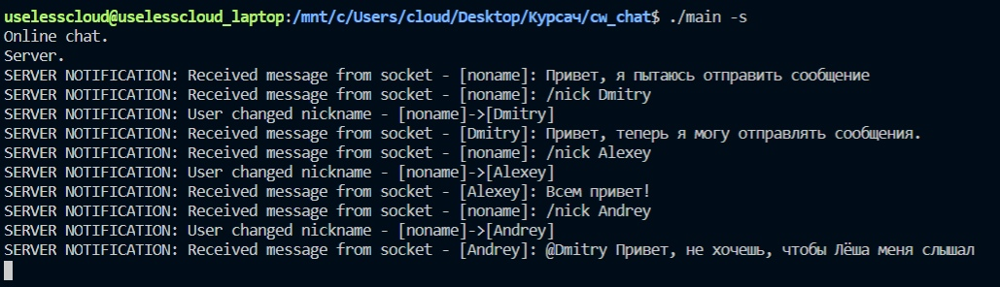 uselesscloud@uselesscloud_laptop:/mnt/c/Users/cloud/Desktop/Курсач/cw_chat$ ./main -s
Online chat.
Server.
SERVER NOTIFICATION: Received message from socket - [noname]: Привет, я пытаюсь отправить сообщение
SERVER NOTIFICATION: Received message from socket - [noname]: /nick Dmitry
SERVER NOTIFICATION: User changed nickname - [noname]->[Dmitry]
SERVER NOTIFICATION: Received message from socket - [Dmitry]: Привет, теперь я могу отправлять сообщения.
SERVER NOTIFICATION: Received message from socket - [noname]: /nick Alexey
SERVER NOTIFICATION: User changed nickname - [noname]->[Alexey]
SERVER NOTIFICATION: Received message from socket - [Alexey]: Всем привет!
SERVER NOTIFICATION: Received message from socket - [noname]: /nick Andrey
SERVER NOTIFICATION: User changed nickname - [noname]->[Andrey]
SERVER NOTIFICATION: Received message from socket - [Andrey]: @Dmitry Привет, не хочешь, чтобы Лёша меня слышал